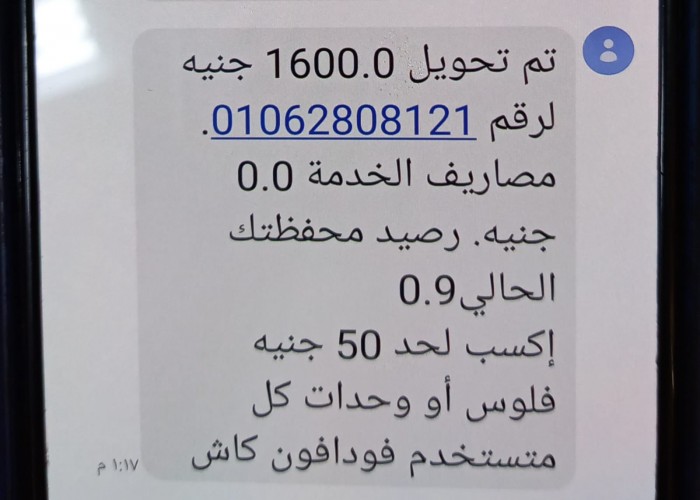 تم تحويل 1600.0 جنيه
لرقم 01062808121.
مصاريف الخدمة 0.0
جنيه. رصيد محفظتك
الحالي0.9
إكسب لحد 50 جنيه
فلوس أو وحدات كل
متستخدم فودافون كاش
١:١٧ م